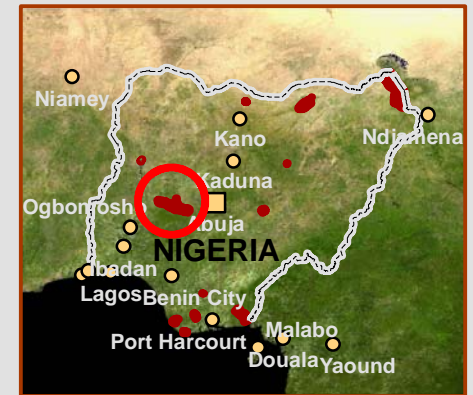 Niamey
Kano
Ndjamena
Kaduna
Ogbomosho
Abuja
NIGERIA
Ibadan
Lagos
Benin City
Port Harcourt
Malabo
Douala
Yaound